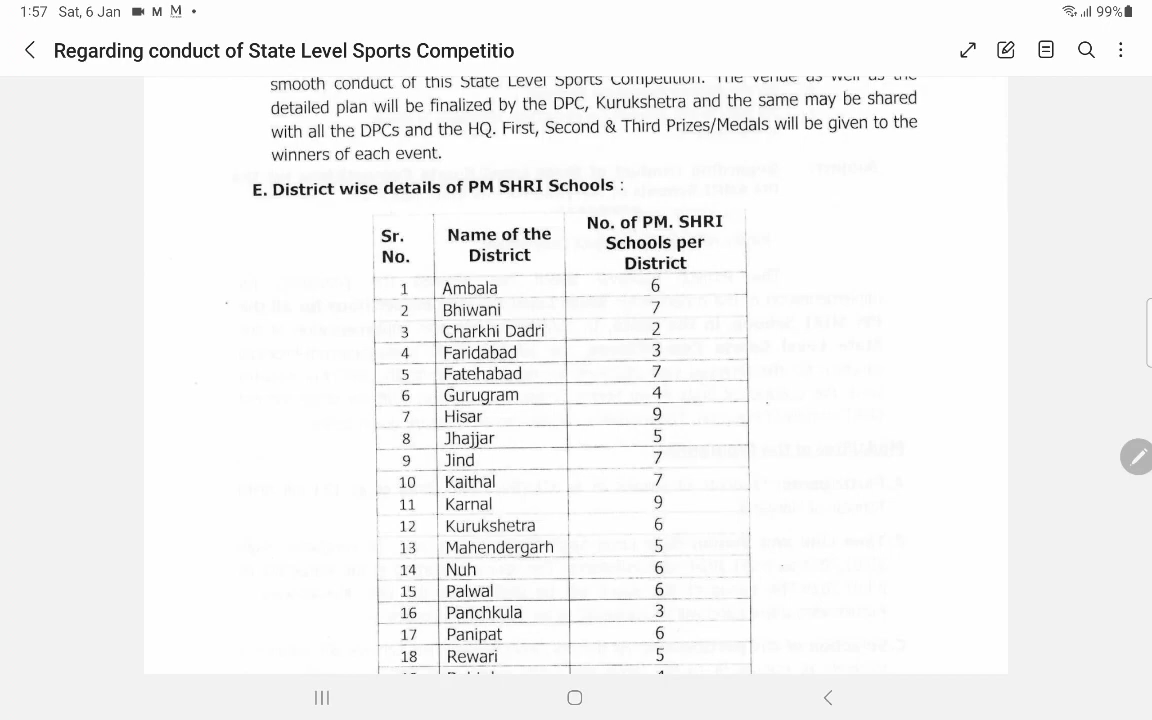 1:57 Sat, 6 Jan M M • 99%
Regarding conduct of State Level Sports Competitio
smooth conduct of this State Level Sports Competition. The venue as well as the
detailed plan will be finalized by the DPC, Kurukshetra and the same may be shared
with all the DPCs and the HQ. First, Second & Third Prizes/Medals will be given to the
winners of each event.
E. District wise details of PM SHRI Schools :
Sr. No. Name of the District No. of PM. SHRI Schools per District
1 Ambala 6
2 Bhiwani 7
3 Charkhi Dadri 2
4 Faridabad 3
5 Fatehabad 7
6 Gurugram 4
7 Hisar 9
8 Jhajjar 5
9 Jind 7
10 Kaithal 7
11 Karnal 9
12 Kurukshetra 6
13 Mahendergarh 5
14 Nuh 6
15 Palwal 6
16 Panchkula 3
17 Panipat 6
18 Rewari 5